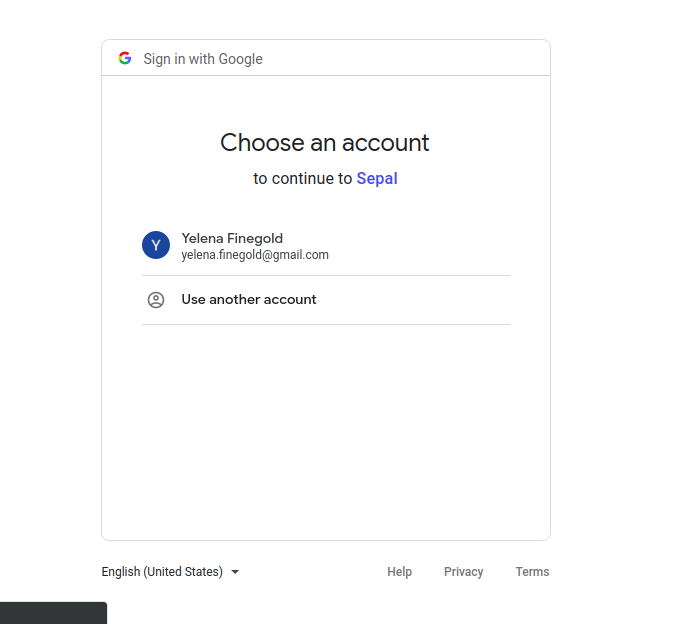 Sign in with Google
Choose an account
to continue to Sepal
Y
Yelena Finegold
yelena.finegold@gmail.com
Use another account
English (United States)
Help Privacy Terms